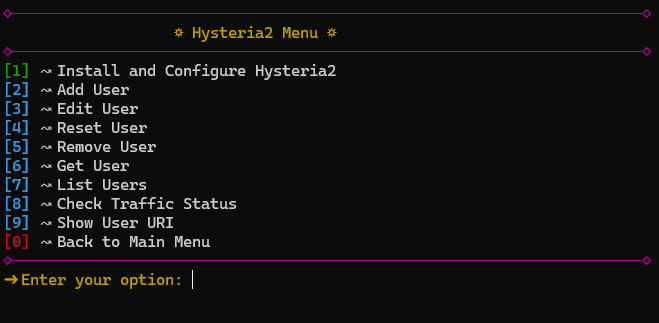 ☼ Hysteria2 Menu ☼
[1] ↝ Install and Configure Hysteria2
[2] ↝ Add User
[3] ↝ Edit User
[4] ↝ Reset User
[5] ↝ Remove User
[6] ↝ Get User
[7] ↝ List Users
[8] ↝ Check Traffic Status
[9] ↝ Show User URI
[0] ↝ Back to Main Menu
➜ Enter your option: